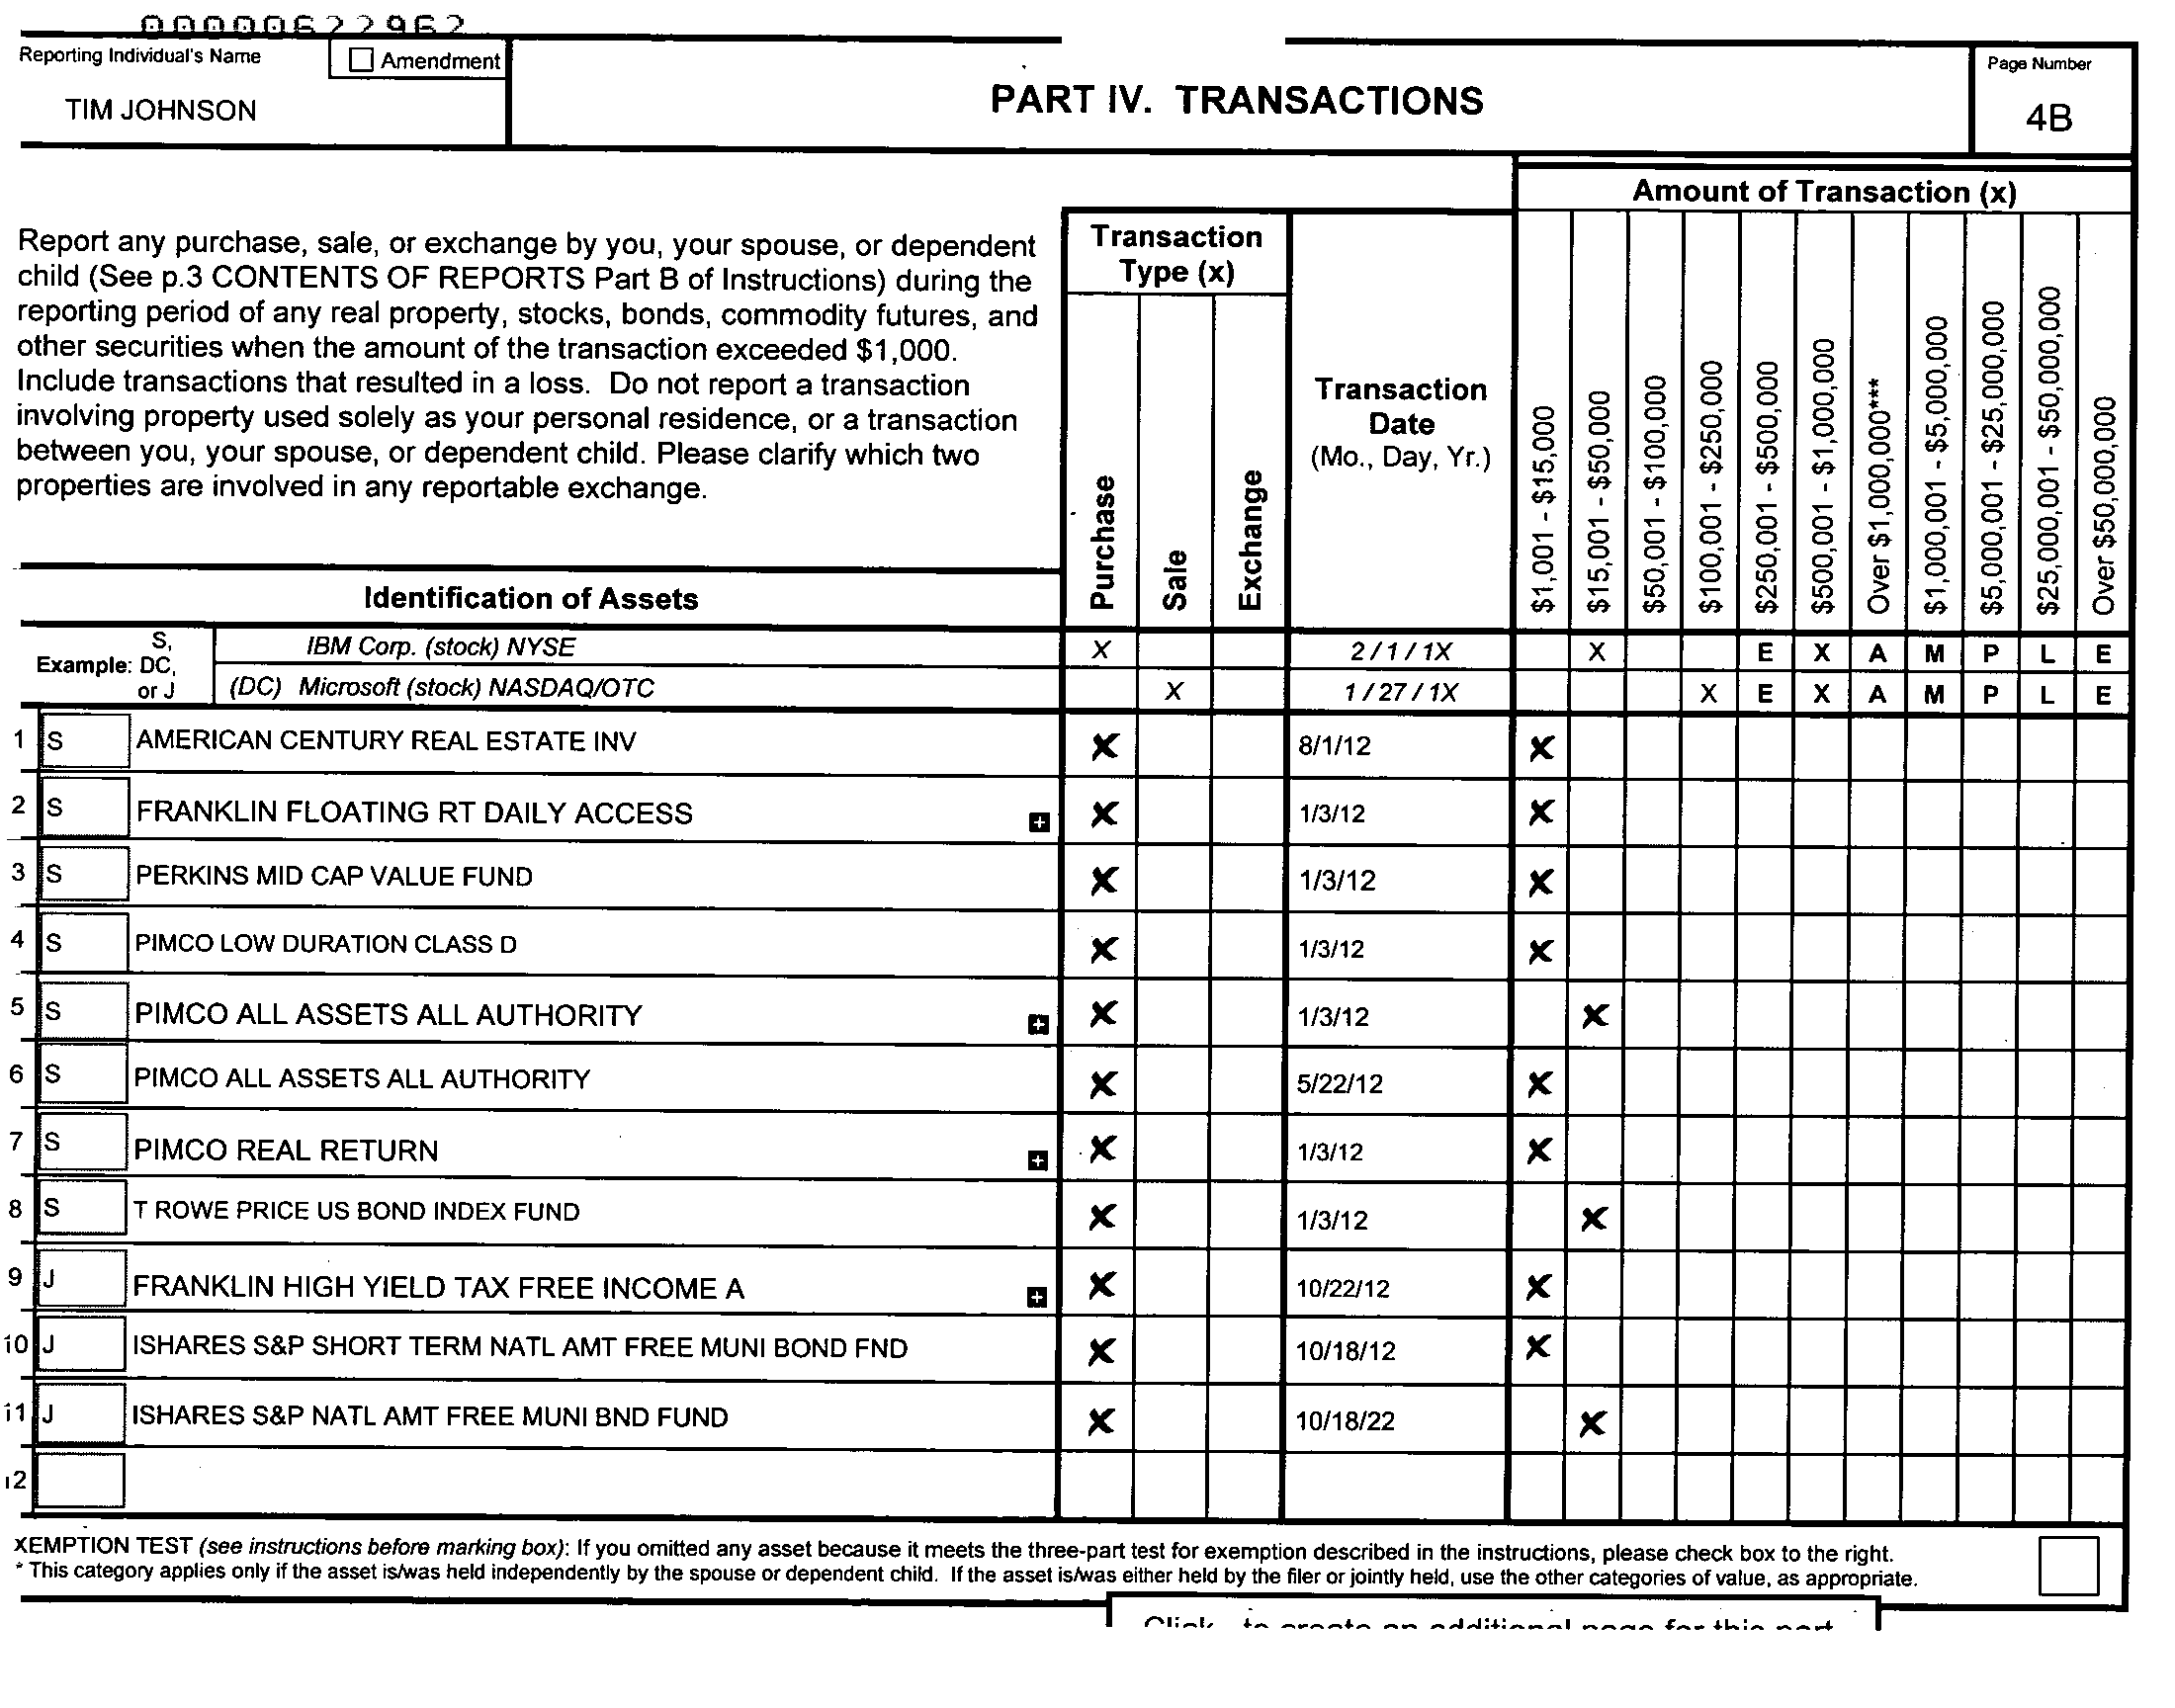 00000622962
Reporting Individual's Name
Amendment
TIM JOHNSON
PART IV. TRANSACTIONS
Page Number
4B
Report any purchase, sale, or exchange by you, your spouse, or dependent
child (See p.3 CONTENTS OF REPORTS Part B of Instructions) during the
reporting period of any real property, stocks, bonds, commodity futures, and
other securities when the amount of the transaction exceeded $1,000.
Include transactions that resulted in a loss. Do not report a transaction
involving property used solely as your personal residence, or a transaction
between you, your spouse, or dependent child. Please clarify which two
properties are involved in any reportable exchange.
Transaction
Type (x)
Purchase
Sale
Exchange
Transaction
Date
(Mo., Day, Yr.)
Amount of Transaction (x)
$1,001 - $15,000
$15,001 - $50,000
$50,001 - $100,000
$100,001 - $250,000
$250,001 - $500,000
$500,001 - $1,000,000
Over $1,000,000***
$1,000,001 - $5,000,000
$5,000,001 - $25,000,000
$25,000,001 - $50,000,000
Over $50,000,000
Identification of Assets
Example: S, DC, or J
IBM Corp. (stock) NYSE X 2 / 1 / 1X X E X A M P L E
(DC) Microsoft (stock) NASDAQ/OTC X 1 / 27 / 1X X E X A M P L E
1 S AMERICAN CENTURY REAL ESTATE INV X 8/1/12 X
2 S FRANKLIN FLOATING RT DAILY ACCESS + X 1/3/12 X
3 S PERKINS MID CAP VALUE FUND X 1/3/12 X
4 S PIMCO LOW DURATION CLASS D X 1/3/12 X
5 S PIMCO ALL ASSETS ALL AUTHORITY + X 1/3/12 X
6 S PIMCO ALL ASSETS ALL AUTHORITY X 5/22/12 X
7 S PIMCO REAL RETURN + X 1/3/12 X
8 S T ROWE PRICE US BOND INDEX FUND X 1/3/12 X
9 J FRANKLIN HIGH YIELD TAX FREE INCOME A + X 10/22/12 X
10 J ISHARES S&P SHORT TERM NATL AMT FREE MUNI BOND FND X 10/18/12 X
11 J ISHARES S&P NATL AMT FREE MUNI BND FUND X 10/18/22 X
12
XEMPTION TEST (see instructions before marking box): If you omitted any asset because it meets the three-part test for exemption described in the instructions, please check box to the right.
* This category applies only if the asset is/was held independently by the spouse or dependent child. If the asset is/was either held by the filer or jointly held, use the other categories of value, as appropriate.
Click to create an additional page for this part